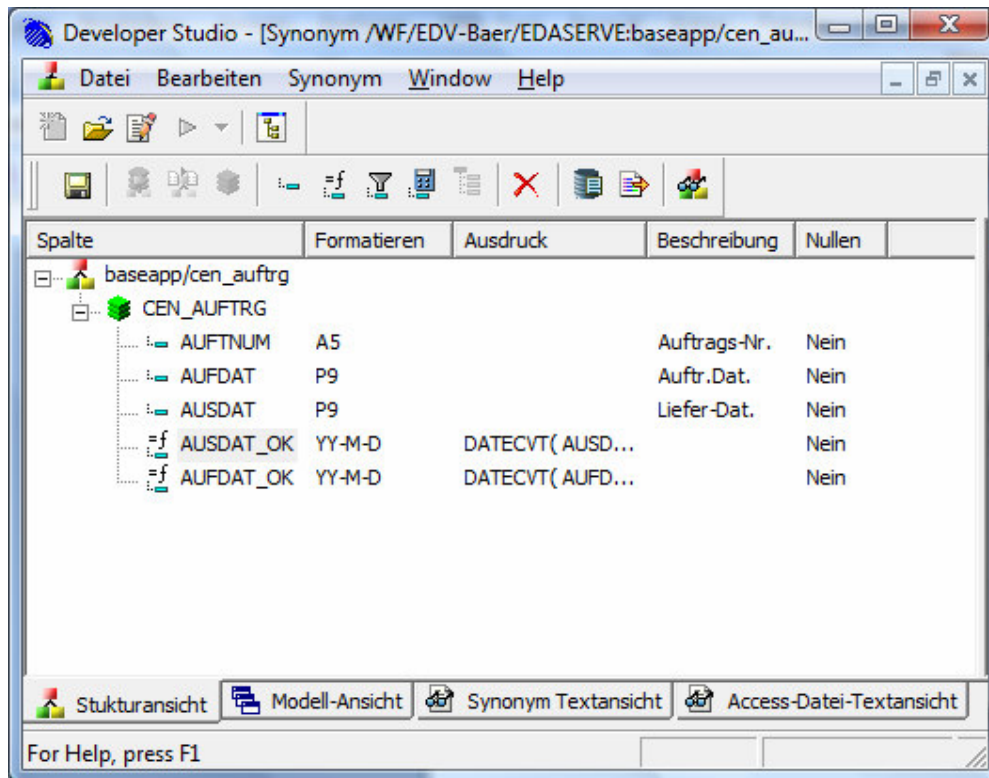 Developer Studio - [Synonym /WF/EDV-Baer/EDASERVE:baseapp/cen_au...
Datei Bearbeiten Synonym Window Help
Spalte Formatieren Ausdruck Beschreibung Nullen
baseapp/cen_auftrg
CEN_AUFTRG
AUFTNUM A5 Auftrags-Nr. Nein
AUFDAT P9 Auftr.Dat. Nein
AUSDAT P9 Liefer-Dat. Nein
=f AUSDAT_OK YY-M-D DATECVT( AUSD... Nein
=f AUFDAT_OK YY-M-D DATECVT( AUFD... Nein
Stukturansicht Modell-Ansicht Synonym Textansicht Access-Datei-Textansicht
For Help, press F1